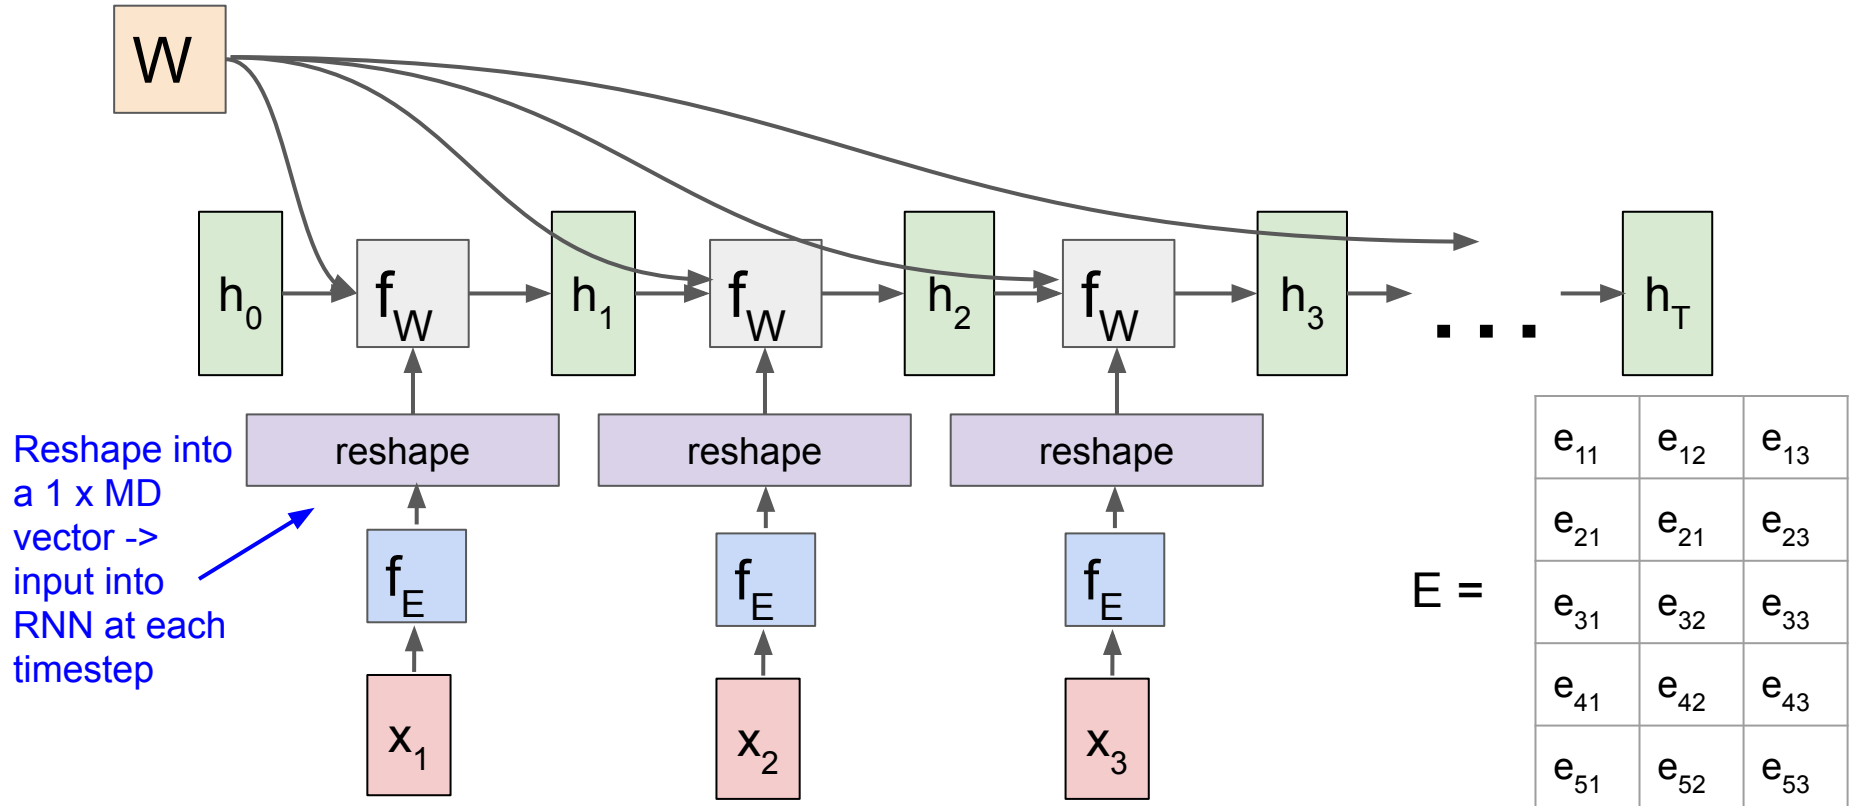 W
h0 fW h1 fW h2 fW h3 ... hT
reshape reshape reshape
Reshape into
a 1 x MD
vector ->
input into
RNN at each
timestep
fE fE fE
x1 x2 x3
E =
e11 e12 e13
e21 e21 e23
e31 e32 e33
e41 e42 e43
e51 e52 e53